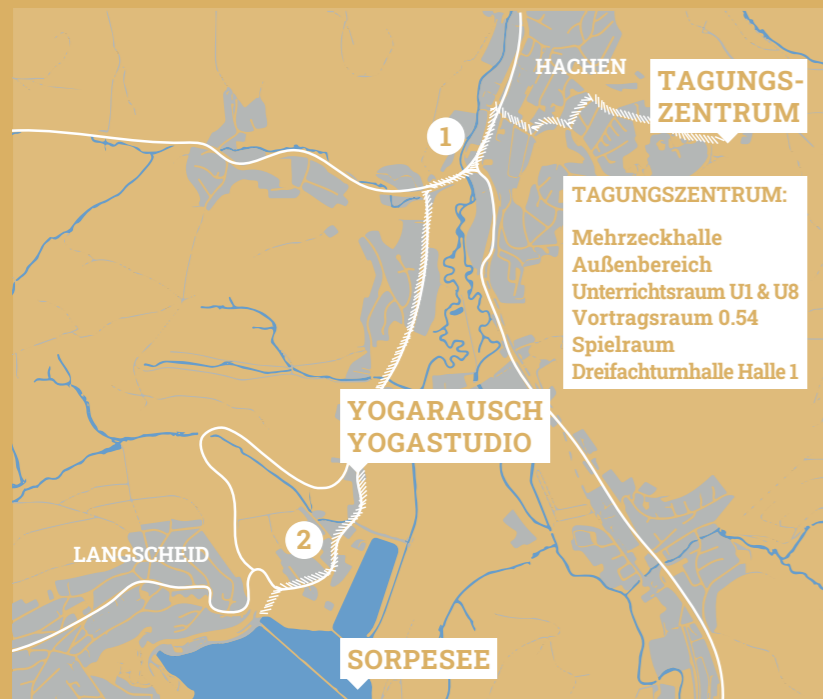 HACHEN
TAGUNGS-
ZENTRUM
1
TAGUNGSZENTRUM:
Mehrzeckhalle
Außenbereich
Unterrichtsraum U1 & U8
Vortragsraum 0.54
Spielraum
Dreifachturnhalle Halle 1
YOGARAUSCH
YOGASTUDIO
2
LANGSCHEID
SORPESEE